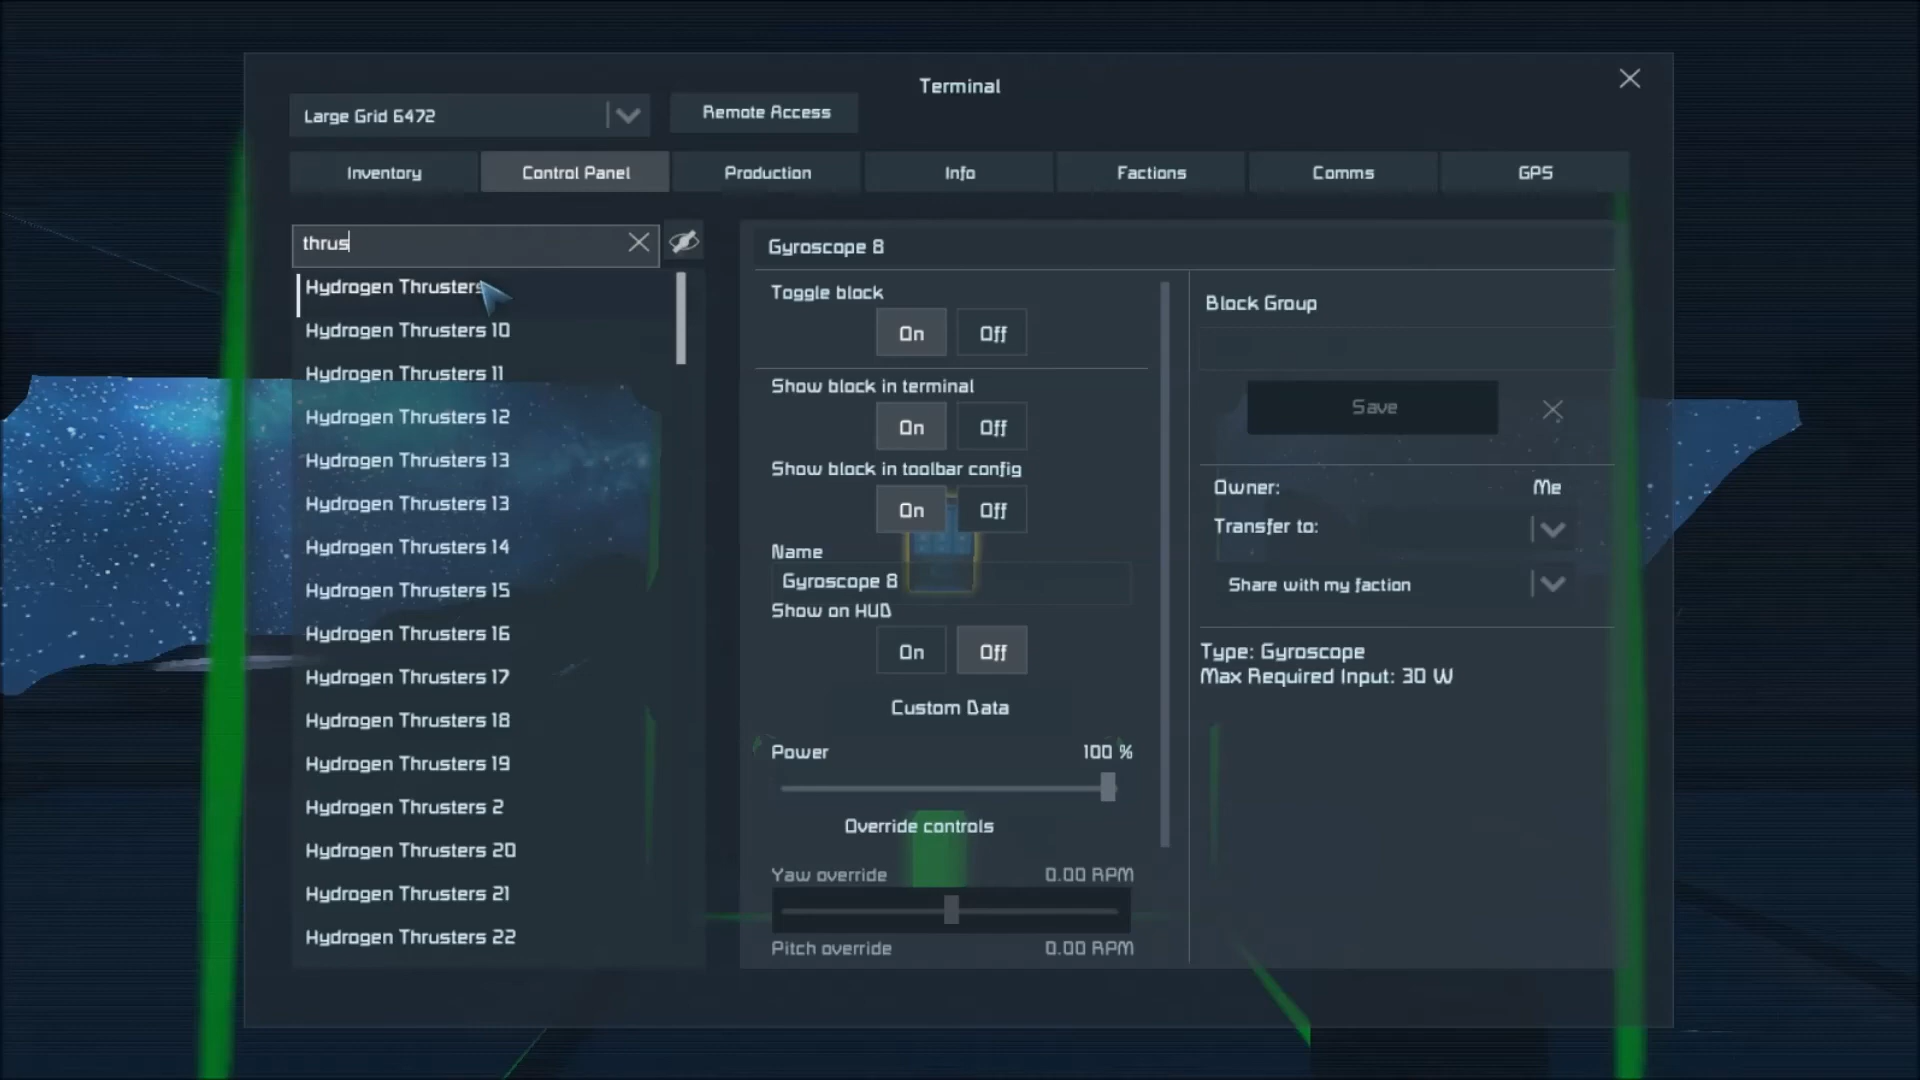 Terminal
Large Grid 6472
Remote Access
Inventory
Control Panel
Production
Info
Factions
Comms
GPS
thrus
Hydrogen Thrusters
Hydrogen Thrusters 10
Hydrogen Thrusters 11
Hydrogen Thrusters 12
Hydrogen Thrusters 13
Hydrogen Thrusters 13
Hydrogen Thrusters 14
Hydrogen Thrusters 15
Hydrogen Thrusters 16
Hydrogen Thrusters 17
Hydrogen Thrusters 18
Hydrogen Thrusters 19
Hydrogen Thrusters 2
Hydrogen Thrusters 20
Hydrogen Thrusters 21
Hydrogen Thrusters 22
Gyroscope 8
Toggle block
On Off
Show block in terminal
On Off
Show block in toolbar config
On Off
Name
Gyroscope 8
Show on HUD
On Off
Custom Data
Power 100 %
Override controls
Yaw override 0.00 RPM
Pitch override 0.00 RPM
Block Group
Save
Owner: Me
Transfer to:
Share with my faction
Type: Gyroscope
Max Required Input: 30 W